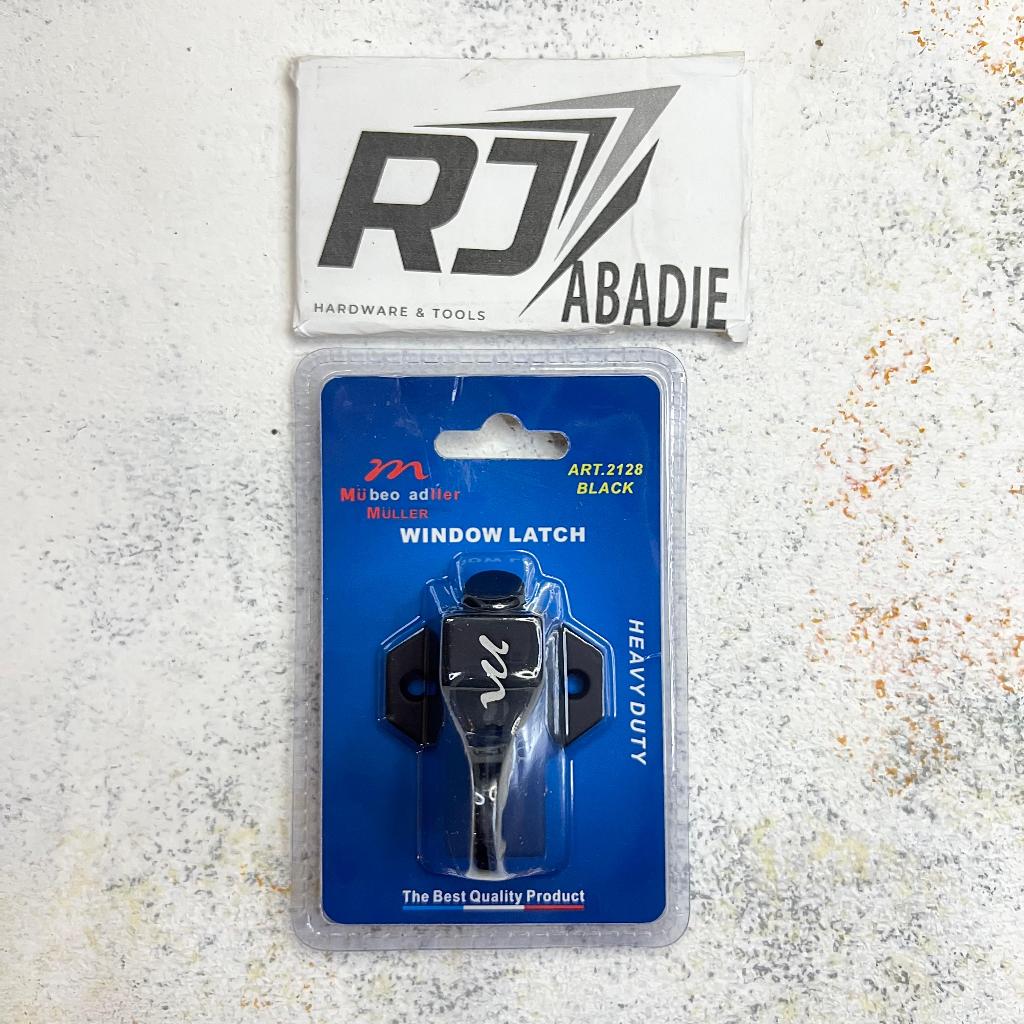 RJ
ABADIE
HARDWARE & TOOLS
m
ART.2128
BLACK
Mübeo adller
MÜLLER
WINDOW LATCH
m
HEAVY DUTY
The Best Quality Product